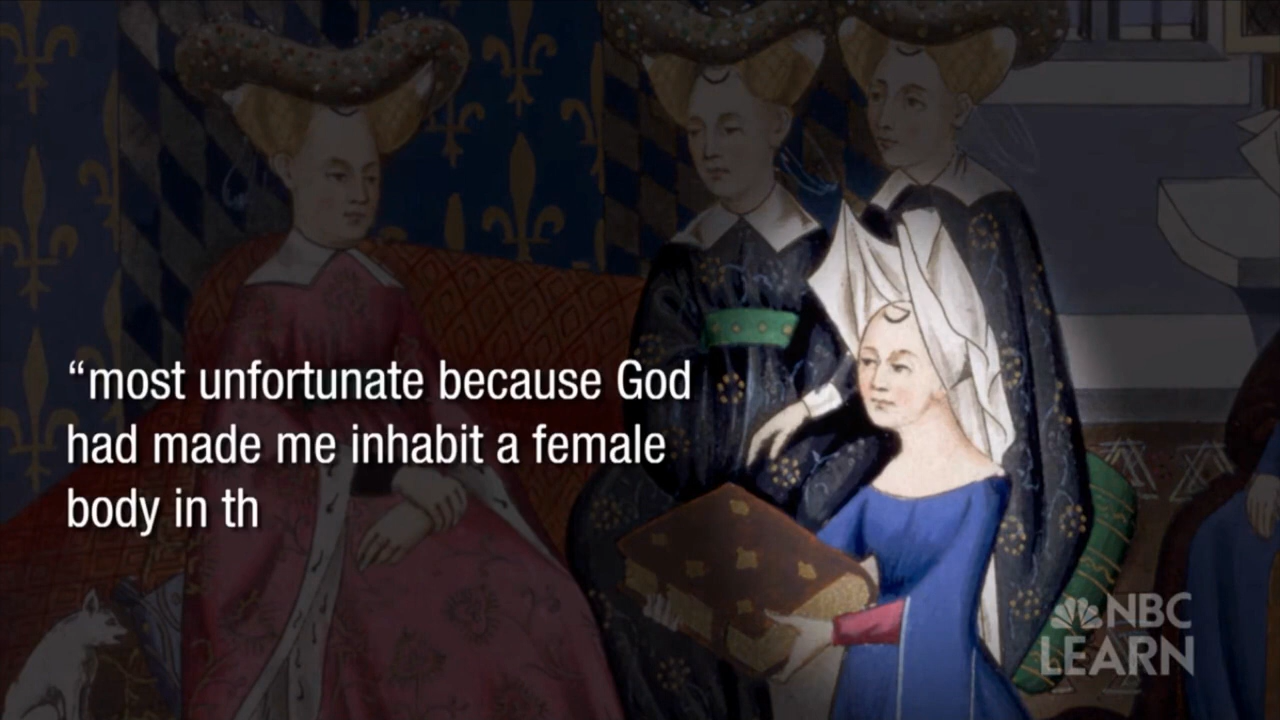 “most unfortunate because God
had made me inhabit a female
body in th
NBC
LEARN